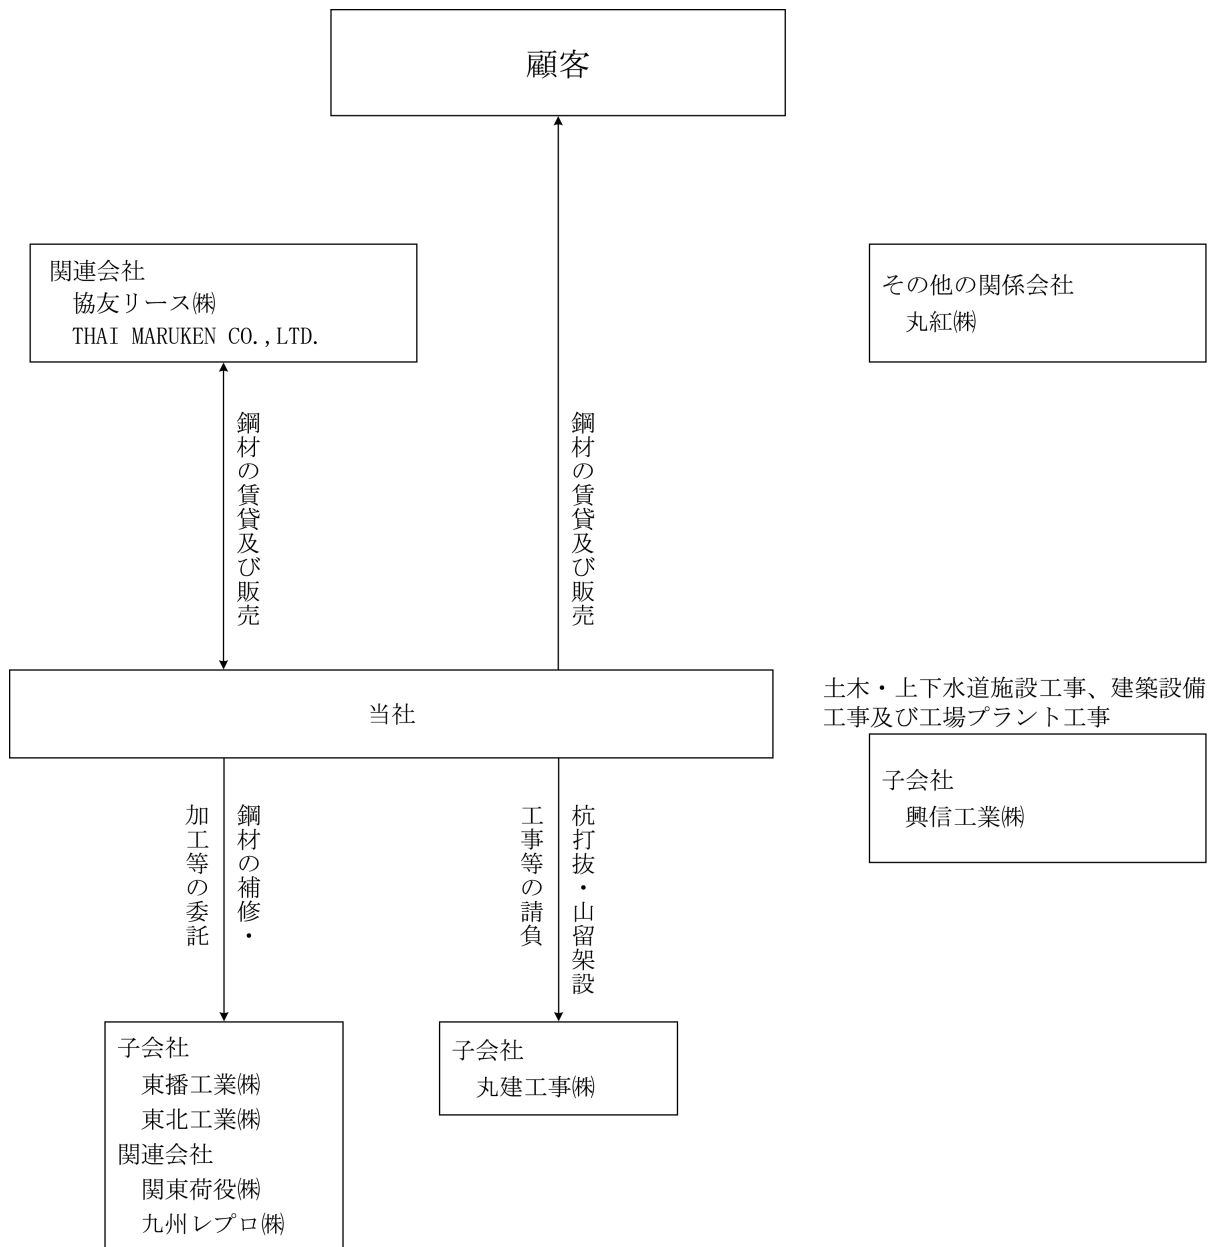 顧客
関連会社
協友リース㈱
THAI MARUKEN CO.,LTD.
その他の関係会社
丸紅㈱
鋼材の賃貸及び販売
鋼材の賃貸及び販売
当社
土木・上下水道施設工事、建築設備
工事及び工場プラント工事
子会社
興信工業㈱
鋼材の補修・
加工等の委託
杭打抜・山留架設
工事等の請負
子会社
東播工業㈱
東北工業㈱
関連会社
関東荷役㈱
九州レプロ㈱
子会社
丸建工事㈱